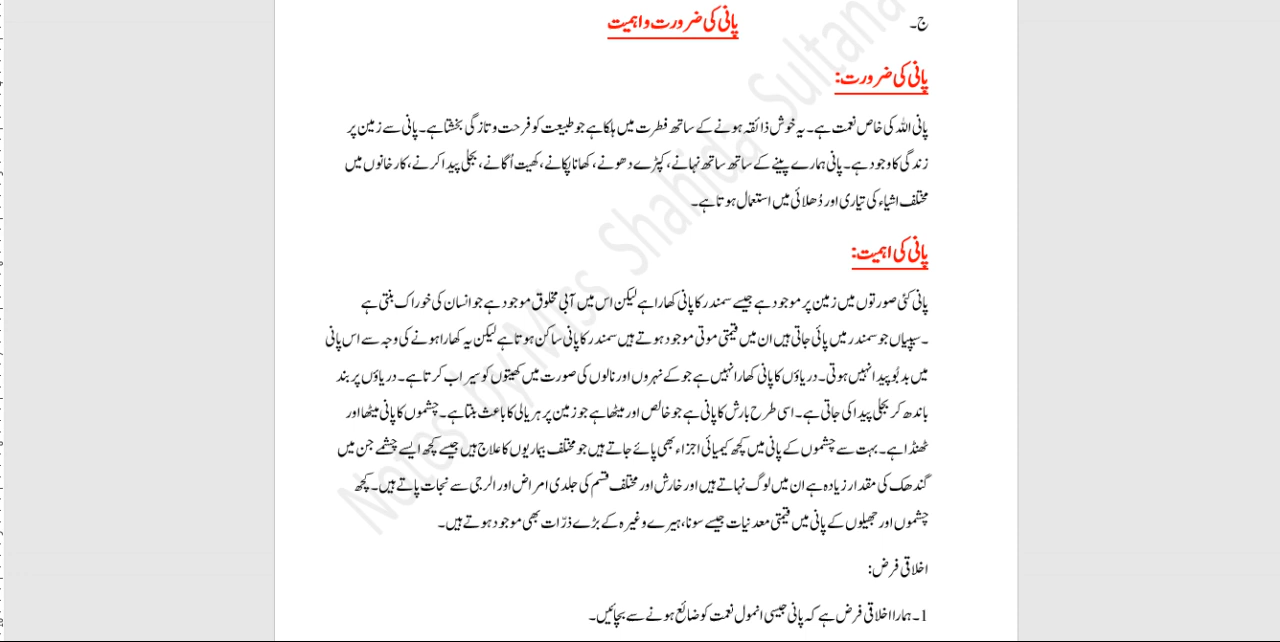 ج۔ پانی کی ضرورت و اہمیت
پانی کی ضرورت:
پانی اللہ کی خاص نعمت ہے۔ یہ خوش ذائقہ ہونے کے ساتھ فطرت میں ہلکا ہے جو طبیعت کو فرحت و تازگی بخشتا ہے۔ پانی سے زمین پر
زندگی کا وجود ہے۔ پانی ہمارے پینے کے ساتھ ساتھ نہانے، کپڑے دھونے، کھانا پکانے، کھیت اُگانے، بجلی پیدا کرنے، کارخانوں میں
مختلف اشیاء کی تیاری اور دُھلائی میں استعمال ہوتا ہے۔
پانی کی اہمیت:
پانی کئی صورتوں میں زمین پر موجود ہے جیسے سمندر کا پانی کھارا ہے لیکن اس میں آبی مخلوق موجود ہے جو انسان کی خوراک بنتی ہے
۔ سیپیاں جو سمندر میں پائی جاتی ہیں ان میں قیمتی موتی موجود ہوتے ہیں سمندر کا پانی ساکن ہوتا ہے لیکن یہ کھارا ہونے کی وجہ سے اس پانی
میں بدبُو پیدا نہیں ہوتی۔ دریاؤں کا پانی کھارا نہیں ہے جو کے نہروں اور نالوں کی صورت میں کھیتوں کو سیراب کرتا ہے۔ دریاؤں پر بند
باندھ کر بجلی پیدا کی جاتی ہے۔ اسی طرح بارش کا پانی ہے جو خالص اور میٹھا ہے جو زمین پر ہریالی کا باعث بنتا ہے۔ چشموں کا پانی میٹھا اور
ٹھنڈا ہے۔ بہت سے چشموں کے پانی میں کچھ کیمیائی اجزاء بھی پائے جاتے ہیں جو مختلف بیماریوں کا علاج ہیں جیسے کچھ ایسے چشمے جن میں
گندھک کی مقدار زیادہ ہے ان میں لوگ نہاتے ہیں اور خارش اور مختلف قسم کی جلدی امراض اور الرجی سے نجات پاتے ہیں۔ کچھ
چشموں اور جھیلوں کے پانی میں قیمتی معدنیات جیسے سونا، ہیرے وغیرہ کے بڑے ذرّات بھی موجود ہوتے ہیں۔
اخلاقی فرض:
1۔ ہمارا اخلاقی فرض ہے کہ پانی جیسی انمول نعمت کو ضائع ہونے سے بچائیں۔
Notes by Miss Shahida Sultana